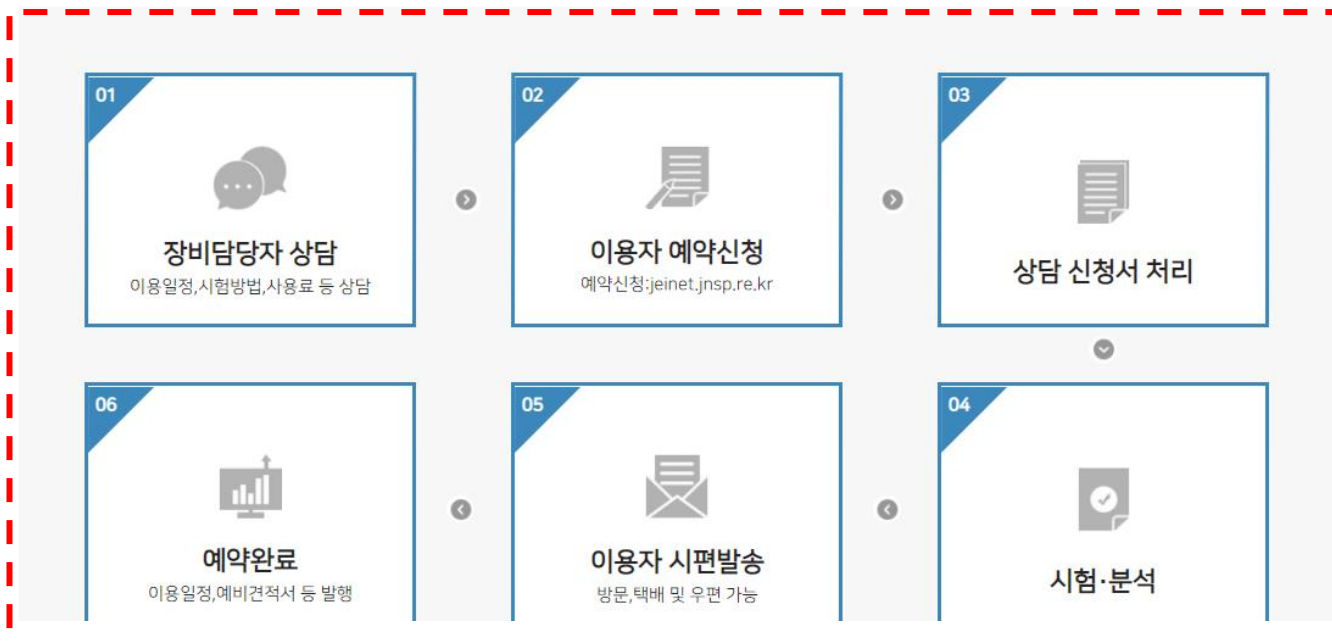 01
장비담당자 상담
이용일정,시험방법,사용료 등 상담
02
이용자 예약신청
예약신청:jeinet.jnsp.re.kr
03
상담 신청서 처리
04
시험·분석
05
이용자 시편발송
방문,택배 및 우편 가능
06
예약완료
이용일정,예비견적서 등 발행